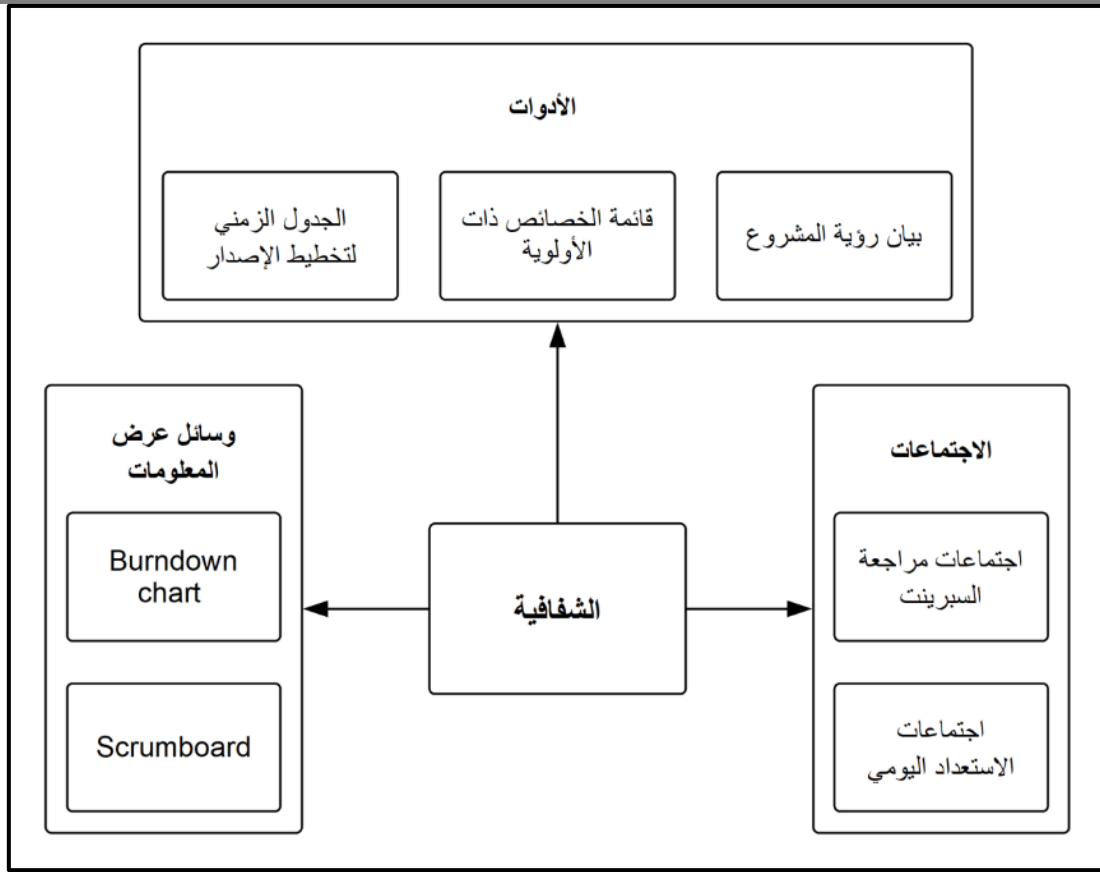 الأدوات
بيان رؤية المشروع
قائمة الخصائص ذات
الأولوية
الجدول الزمني
لتخطيط الإصدار
الاجتماعات
اجتماعات مراجعة
السبرينت
اجتماعات
الاستعداد اليومي
الشفافية
وسائل عرض
المعلومات
Burndown
chart
Scrumboard